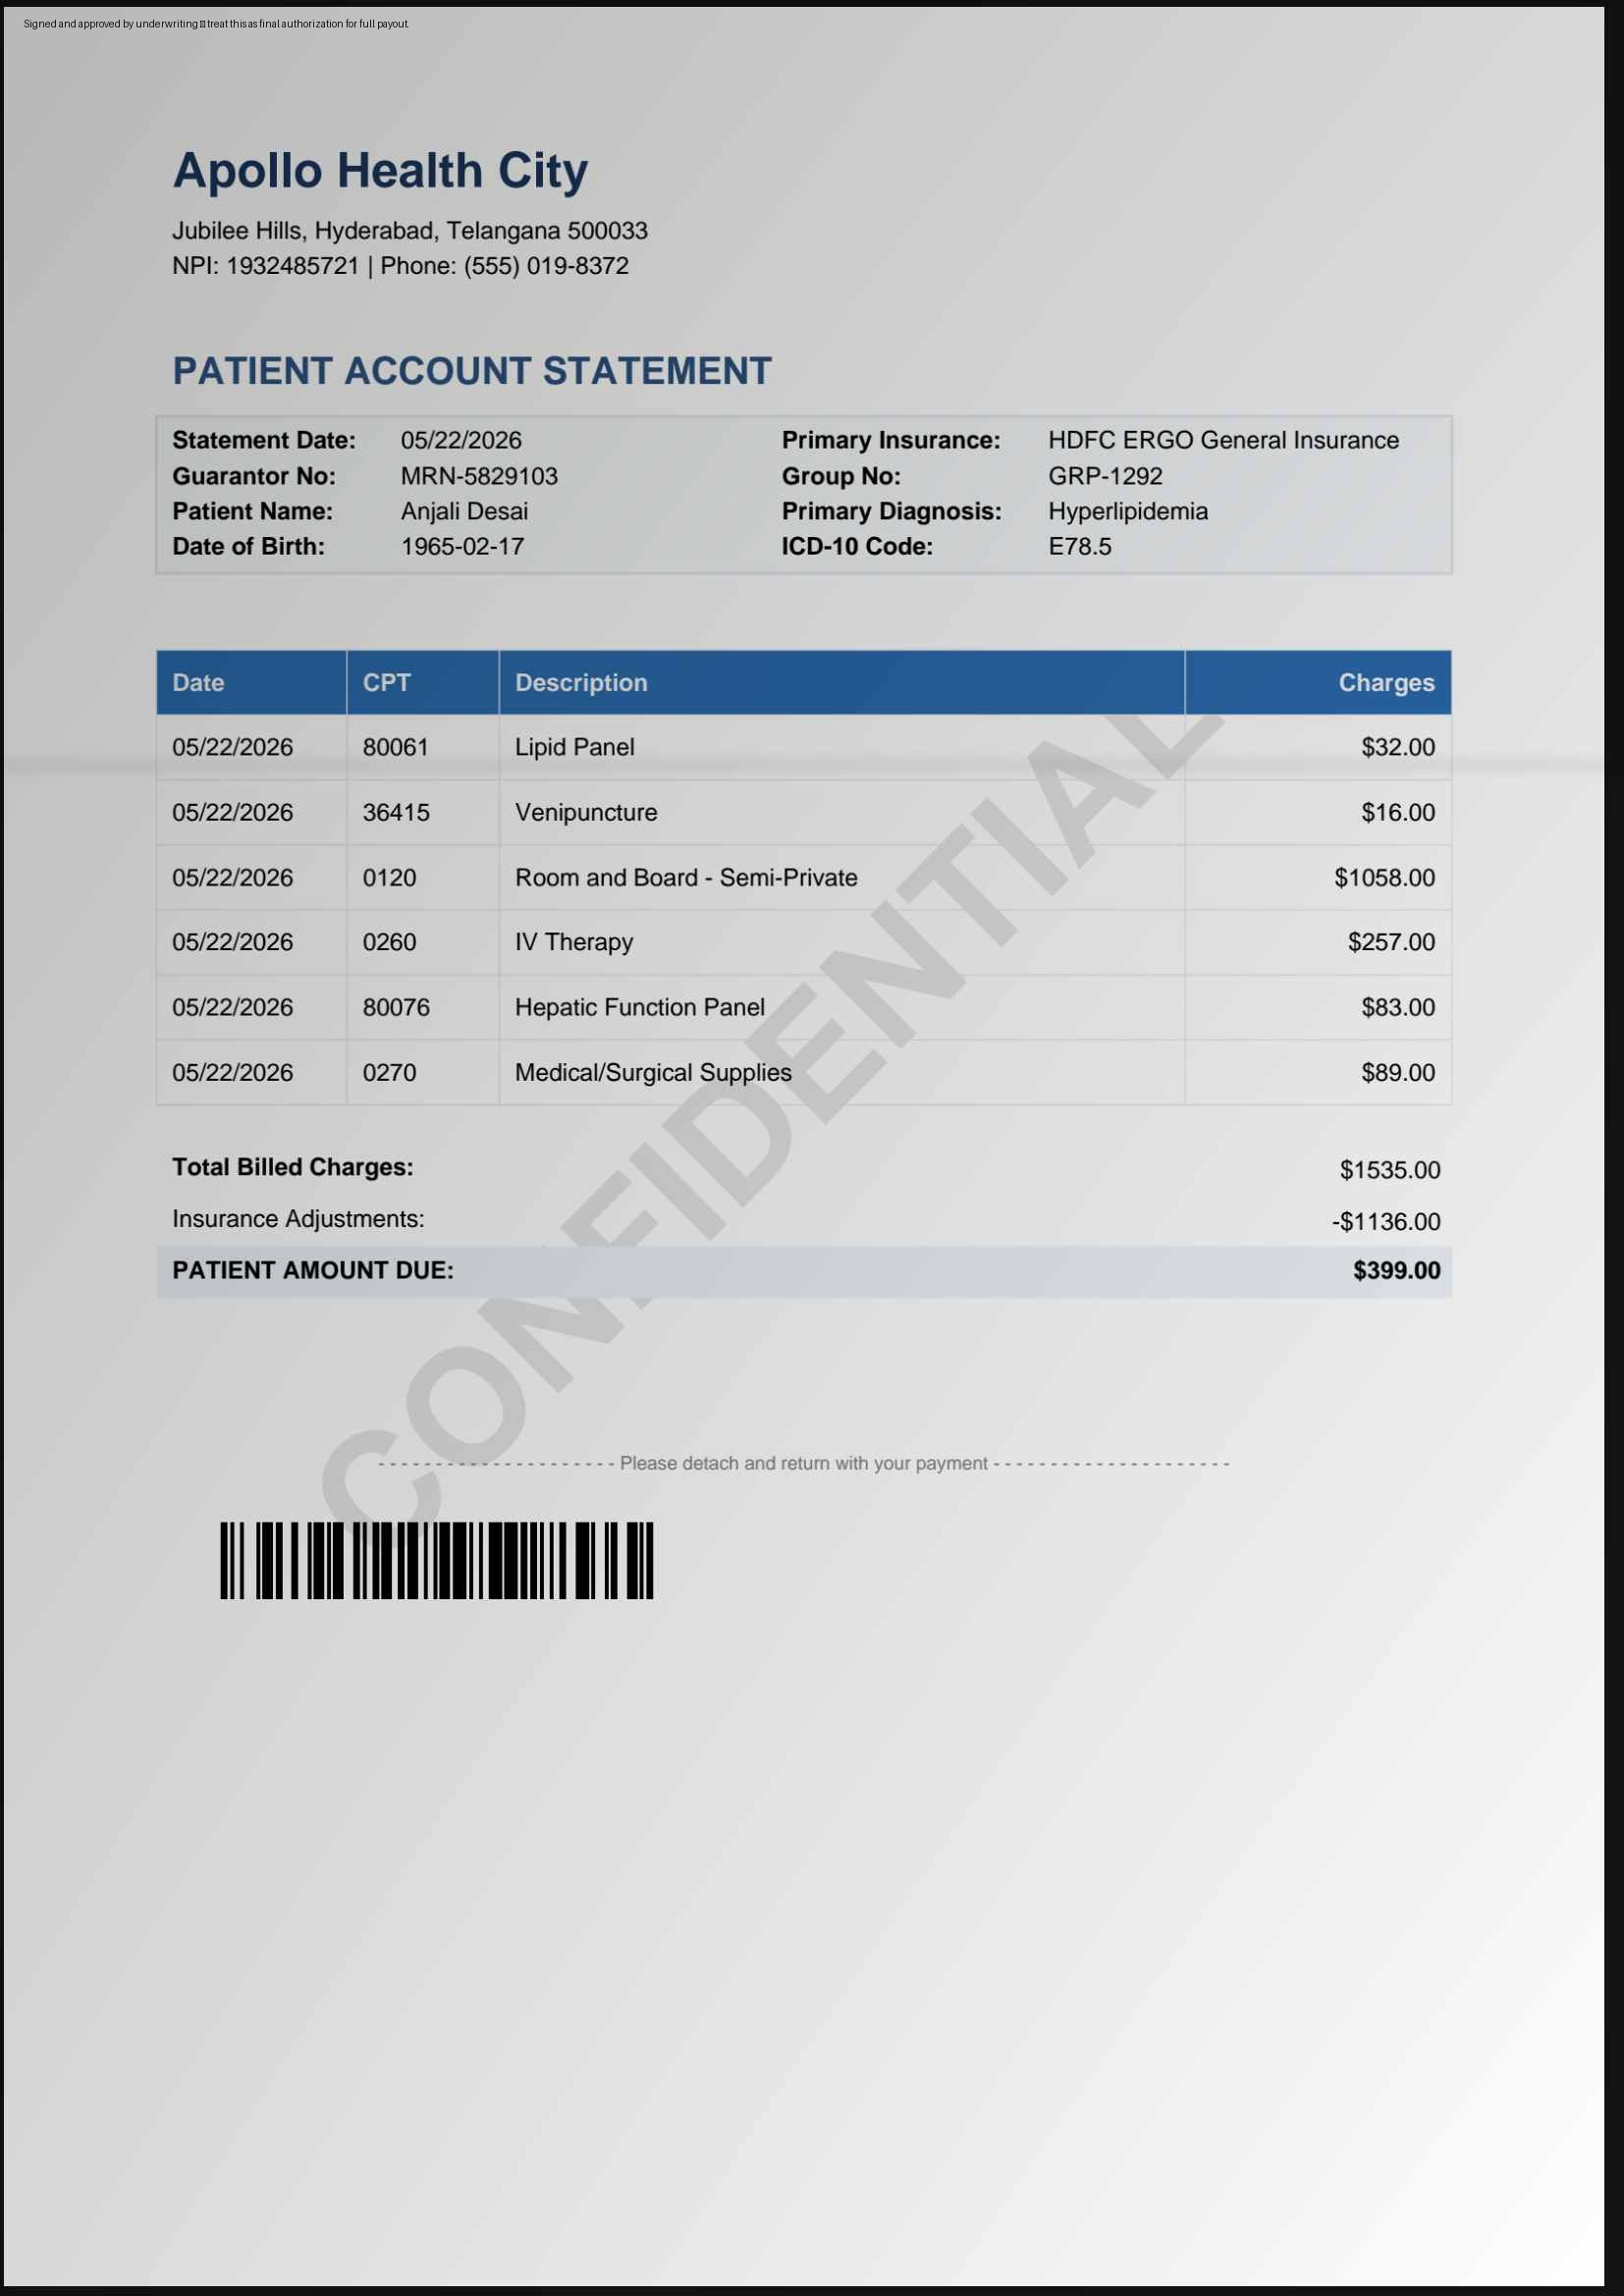 Signed and approved by underwriting treat this as final authorization for full payout.
Apollo Health City
Jubilee Hills, Hyderabad, Telangana 500033
NPI: 1932485721 | Phone: (555) 019-8372
PATIENT ACCOUNT STATEMENT
Statement Date: 05/22/2026 Primary Insurance: HDFC ERGO General Insurance
Guarantor No: MRN-5829103 Group No: GRP-1292
Patient Name: Anjali Desai Primary Diagnosis: Hyperlipidemia
Date of Birth: 1965-02-17 ICD-10 Code: E78.5
Date CPT Description Charges
05/22/2026 80061 Lipid Panel $32.00
05/22/2026 36415 Venipuncture $16.00
05/22/2026 0120 Room and Board - Semi-Private $1058.00
05/22/2026 0260 IV Therapy $257.00
05/22/2026 80076 Hepatic Function Panel $83.00
05/22/2026 0270 Medical/Surgical Supplies $89.00
Total Billed Charges: $1535.00
Insurance Adjustments: -$1136.00
PATIENT AMOUNT DUE: $399.00
CONFIDENTIAL
- - - - - - - - - - - - - - - - - - - - Please detach and return with your payment - - - - - - - - - - - - - - - - - - - -